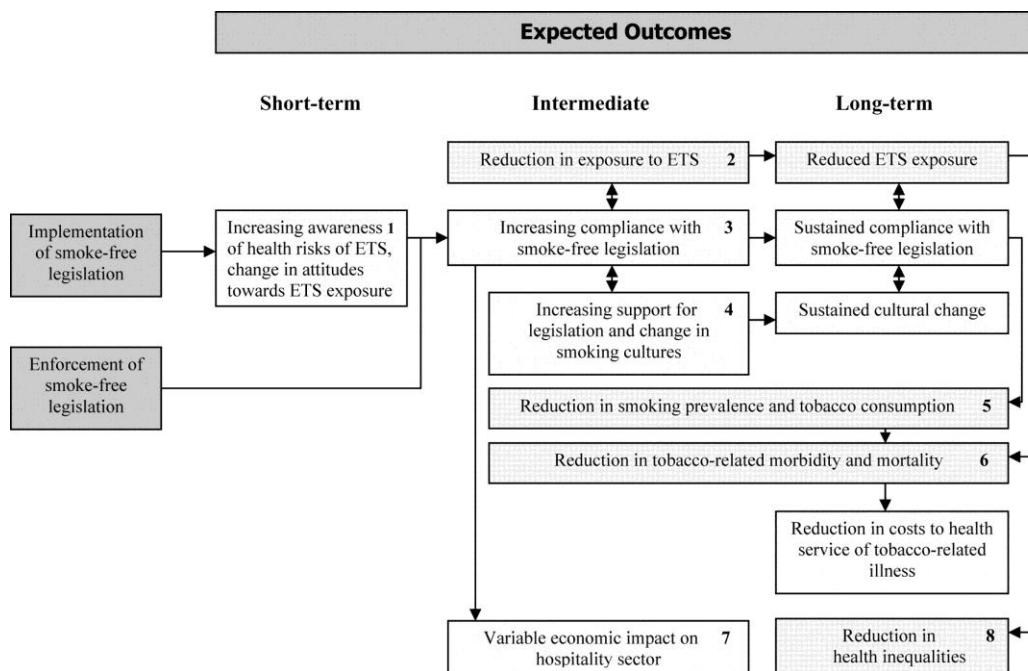 Expected Outcomes
Short-term
Intermediate
Long-term
Reduction in exposure to ETS 2
Reduced ETS exposure
Implementation
of smoke-free
legislation
Increasing awareness 1
of health risks of ETS,
change in attitudes
towards ETS exposure
Increasing compliance with 3
smoke-free legislation
Sustained compliance with
smoke-free legislation
Increasing support for 4
legislation and change in
smoking cultures
Sustained cultural change
Enforcement of
smoke-free
legislation
Reduction in smoking prevalence and tobacco consumption 5
Reduction in tobacco-related morbidity and mortality 6
Reduction in costs to health
service of tobacco-related
illness
Variable economic impact on 7
hospitality sector
Reduction in 8
health inequalities